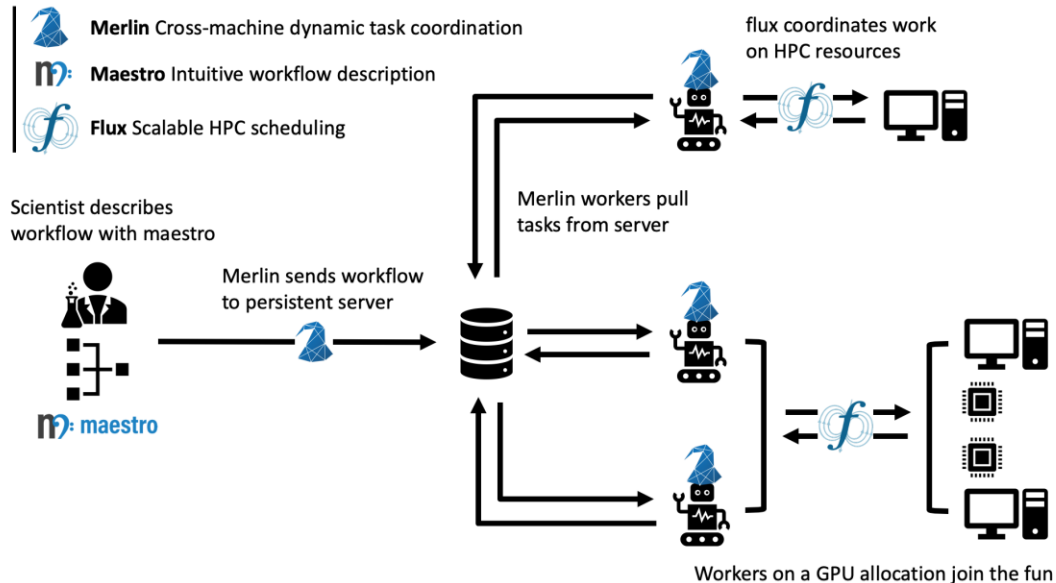 Merlin Cross-machine dynamic task coordination
Maestro Intuitive workflow description
Flux Scalable HPC scheduling
flux coordinates work
on HPC resources
Scientist describes
workflow with maestro
Merlin workers pull
tasks from server
Merlin sends workflow
to persistent server
maestro
Workers on a GPU allocation join the fun